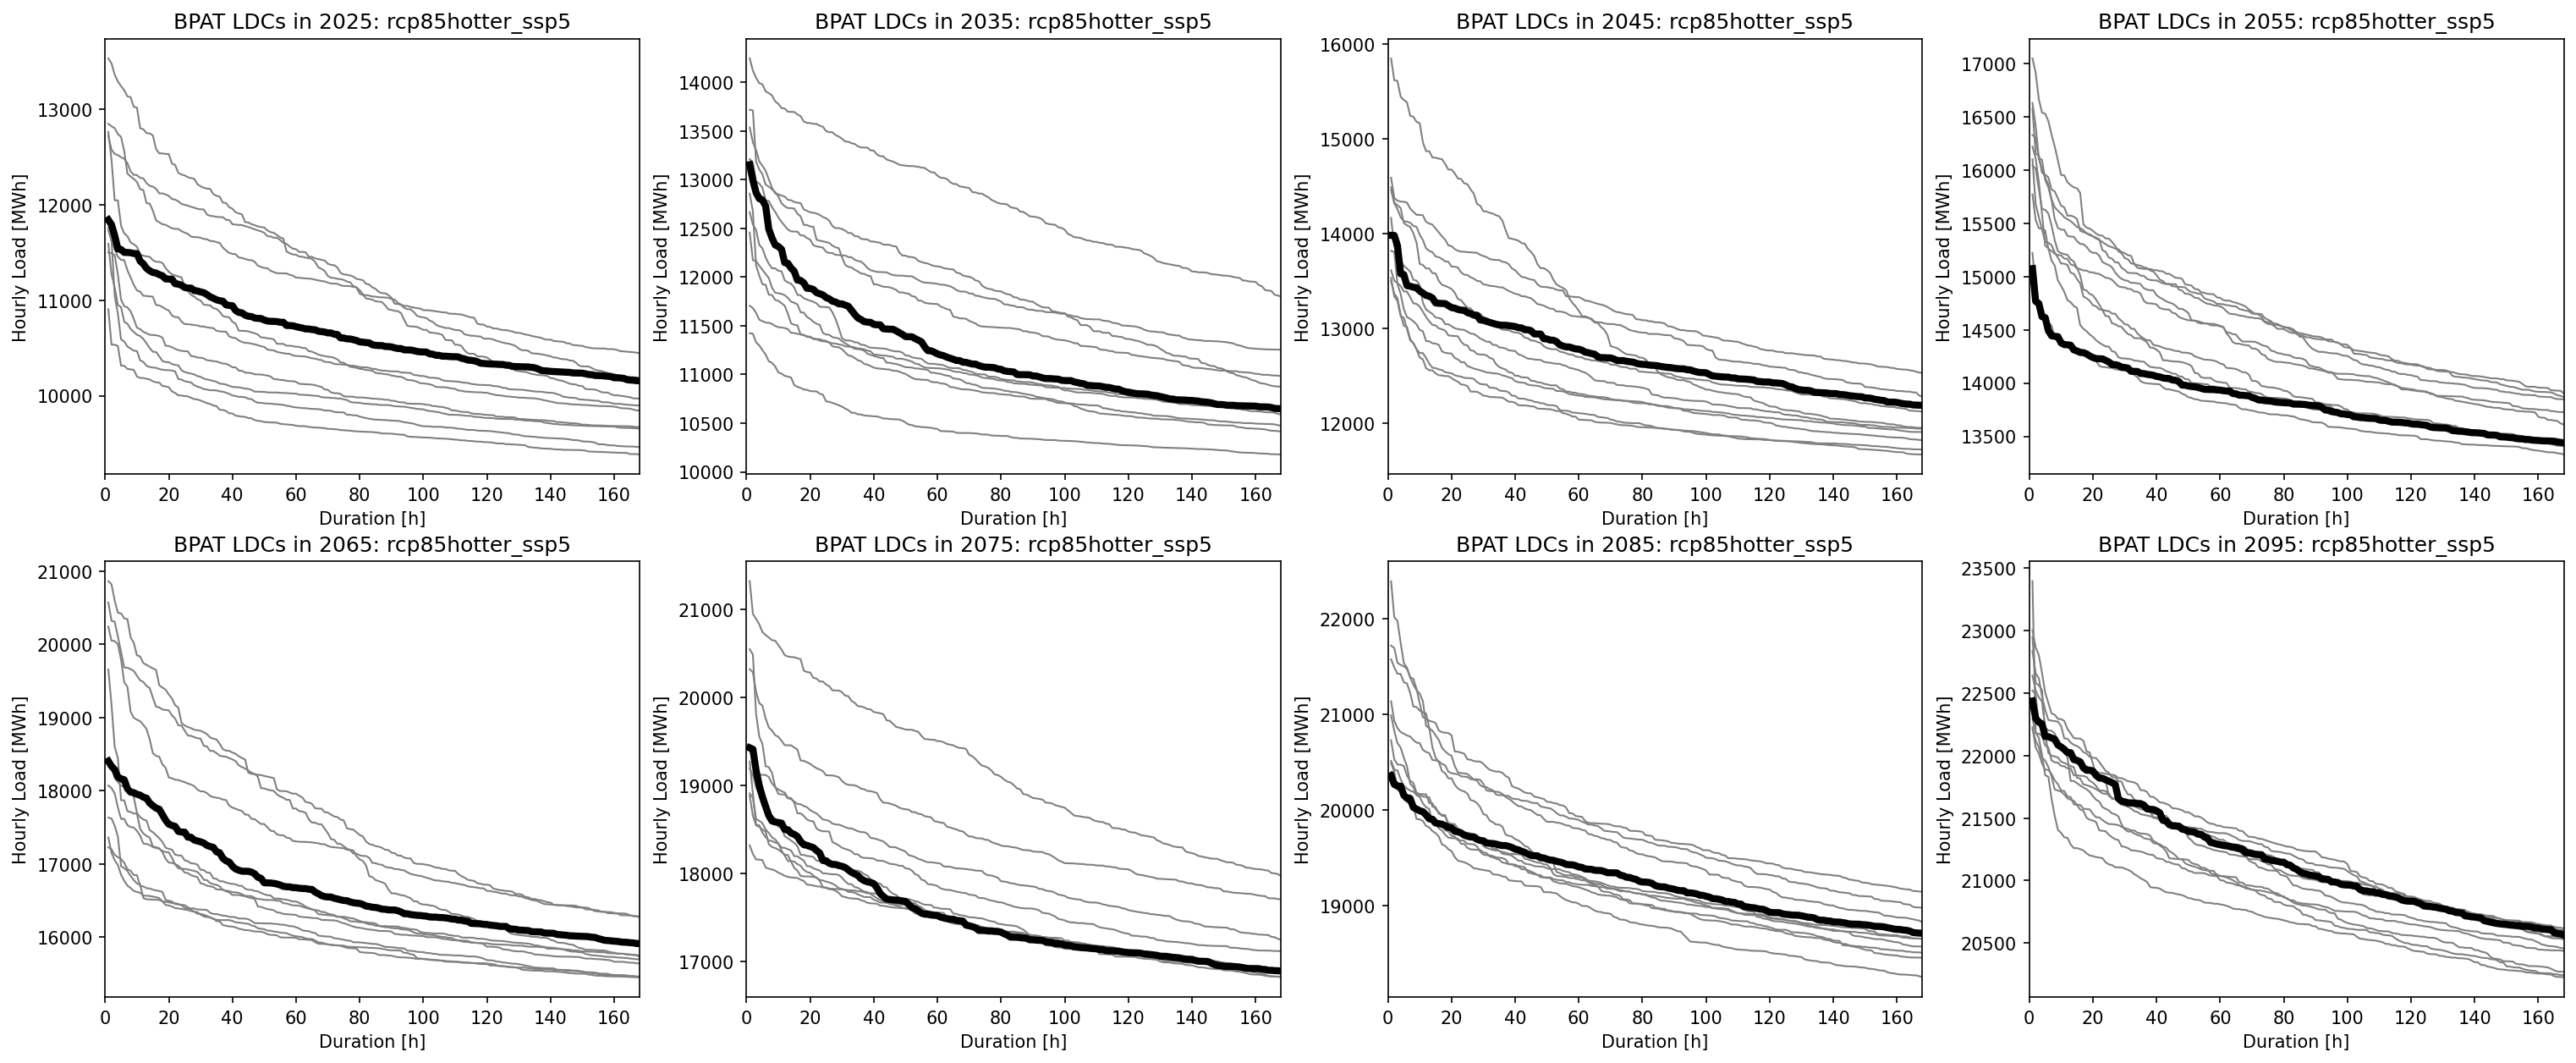 BPAT LDCs in 2025: rcp85hotter_ssp5
Hourly Load [MWh]
13000
12000
11000
10000
0 20 40 60 80 100 120 140 160
Duration [h]
BPAT LDCs in 2035: rcp85hotter_ssp5
Hourly Load [MWh]
14000
13500
13000
12500
12000
11500
11000
10500
10000
0 20 40 60 80 100 120 140 160
Duration [h]
BPAT LDCs in 2045: rcp85hotter_ssp5
Hourly Load [MWh]
16000
15000
14000
13000
12000
0 20 40 60 80 100 120 140 160
Duration [h]
BPAT LDCs in 2055: rcp85hotter_ssp5
Hourly Load [MWh]
17000
16500
16000
15500
15000
14500
14000
13500
0 20 40 60 80 100 120 140 160
Duration [h]
BPAT LDCs in 2065: rcp85hotter_ssp5
Hourly Load [MWh]
21000
20000
19000
18000
17000
16000
0 20 40 60 80 100 120 140 160
Duration [h]
BPAT LDCs in 2075: rcp85hotter_ssp5
Hourly Load [MWh]
21000
20000
19000
18000
17000
0 20 40 60 80 100 120 140 160
Duration [h]
BPAT LDCs in 2085: rcp85hotter_ssp5
Hourly Load [MWh]
22000
21000
20000
19000
0 20 40 60 80 100 120 140 160
Duration [h]
BPAT LDCs in 2095: rcp85hotter_ssp5
Hourly Load [MWh]
23500
23000
22500
22000
21500
21000
20500
0 20 40 60 80 100 120 140 160
Duration [h]